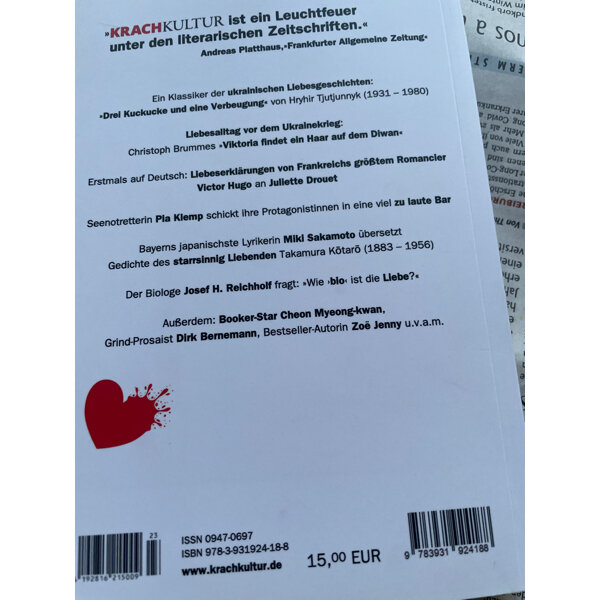 »KRACHKULTUR ist ein Leuchtfeuer
unter den literarischen Zeitschriften.«
Andreas Platthaus,»Frankfurter Allgemeine Zeitung«
Ein Klassiker der ukrainischen Liebesgeschichten:
»Drei Kuckucke und eine Verbeugung« von Hryhir Tjutjunnyk (1931 – 1980)
Liebesalltag vor dem Ukrainekrieg:
Christoph Brummes »Viktoria findet ein Haar auf dem Diwan«
Erstmals auf Deutsch: Liebeserklärungen von Frankreichs größtem Romancier
Victor Hugo an Juliette Drouet
Seenotretterin Pia Klemp schickt ihre Protagonistinnen in eine viel zu laute Bar
Bayerns japanischste Lyrikerin Miki Sakamoto übersetzt
Gedichte des starrsinnig Liebenden Takamura Kōtarō (1883 – 1956)
Der Biologe Josef H. Reichholf fragt: »Wie ›bio‹ ist die Liebe?«
Außerdem: Booker-Star Cheon Myeong-kwan,
Grind-Prosaist Dirk Bernemann, Bestseller-Autorin Zoë Jenny u.v.a.m.
23
ISSN 0947-0697
ISBN 978-3-931924-18-8
www.krachkultur.de
15,00 EUR
192816 215009
9 783931 924188